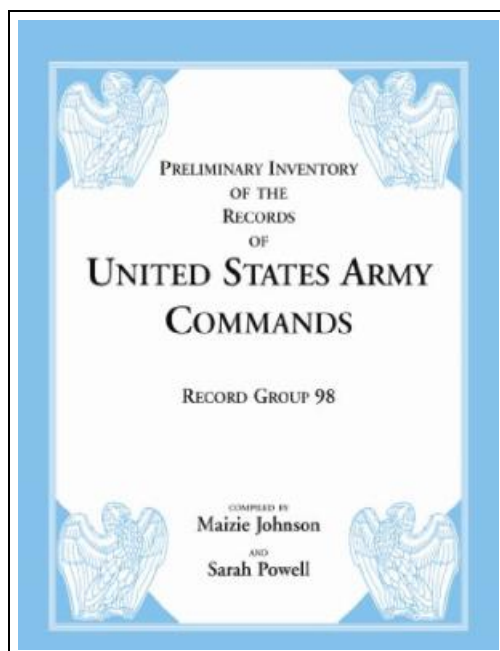 PRELIMINARY INVENTORY
OF THE
RECORDS
OF
UNITED STATES ARMY
COMMANDS
RECORD GROUP 98
COMPILED BY
Maizie Johnson
AND
Sarah Powell